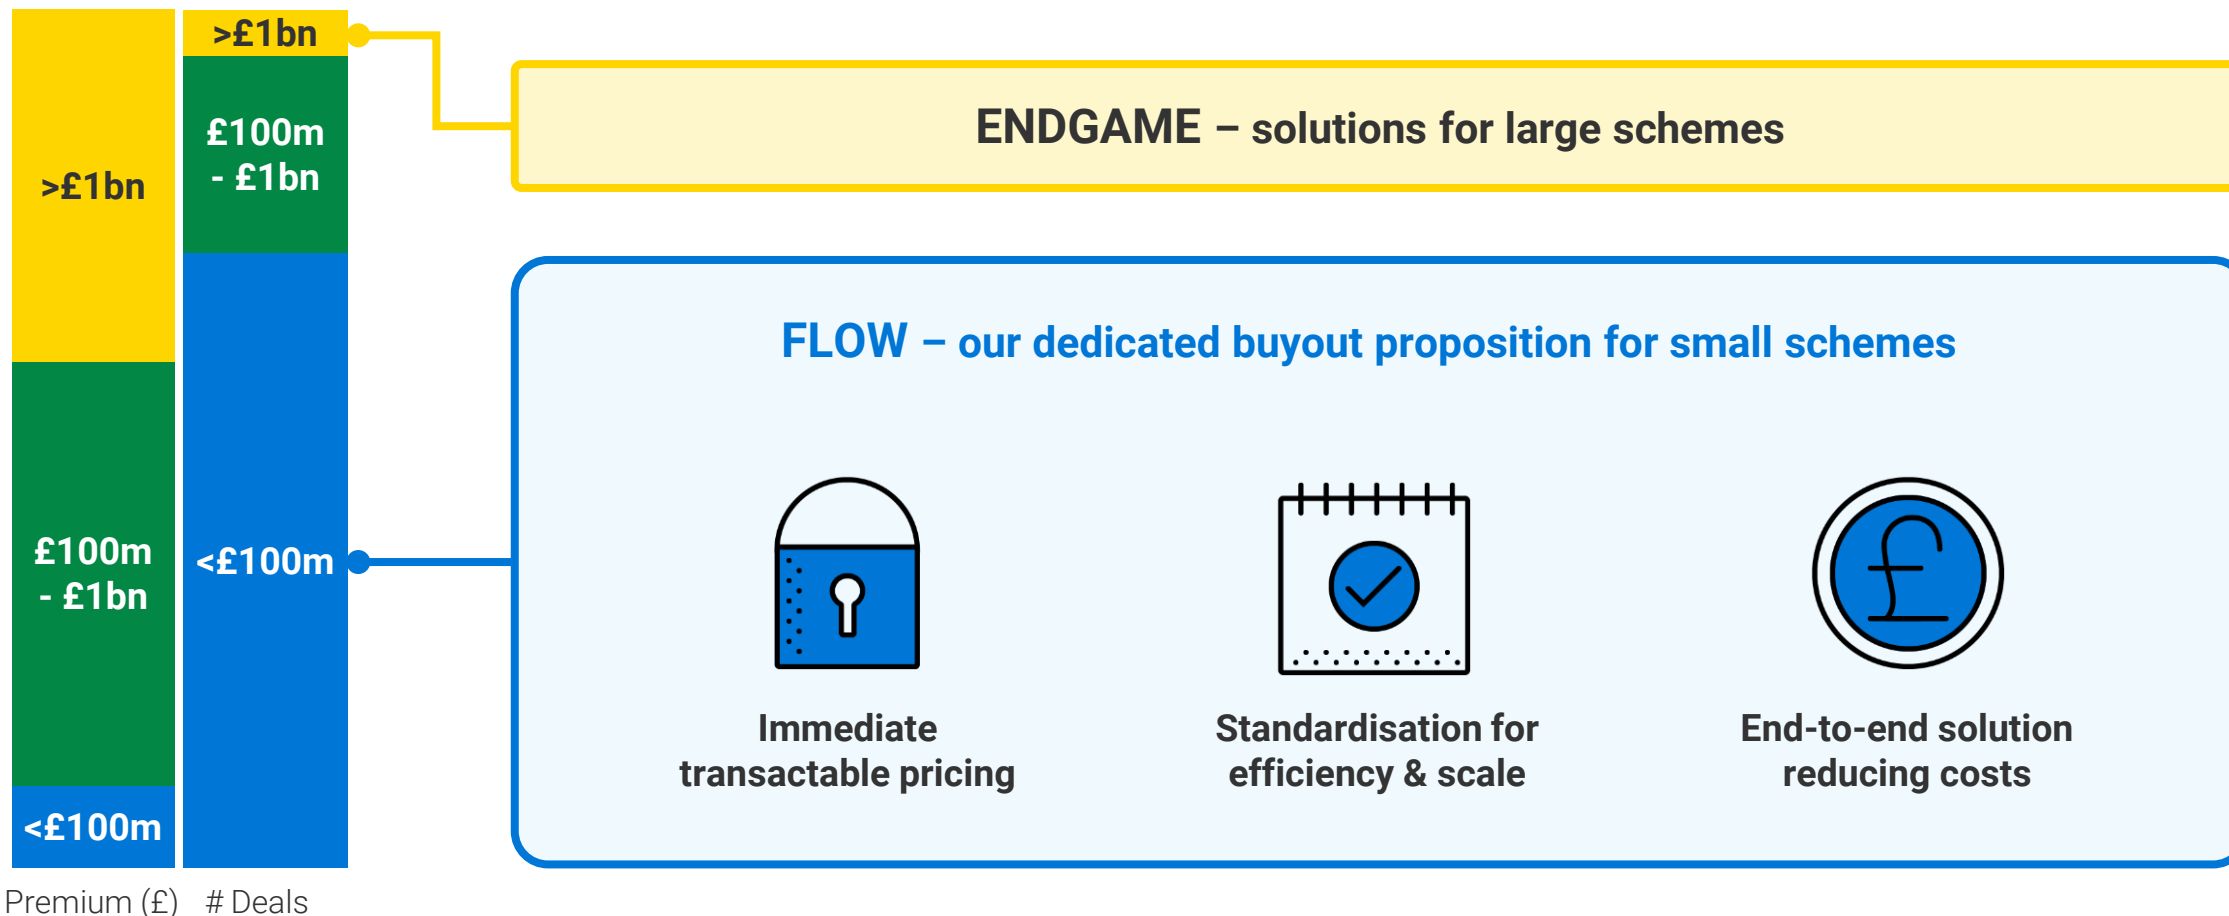 >£1bn
£100m
- £1bn
<£100m
Premium (£)
>£1bn
£100m
- £1bn
<£100m
# Deals
ENDGAME – solutions for large schemes
FLOW – our dedicated buyout proposition for small schemes
Immediate
transactable pricing
Standardisation for
efficiency & scale
End-to-end solution
reducing costs